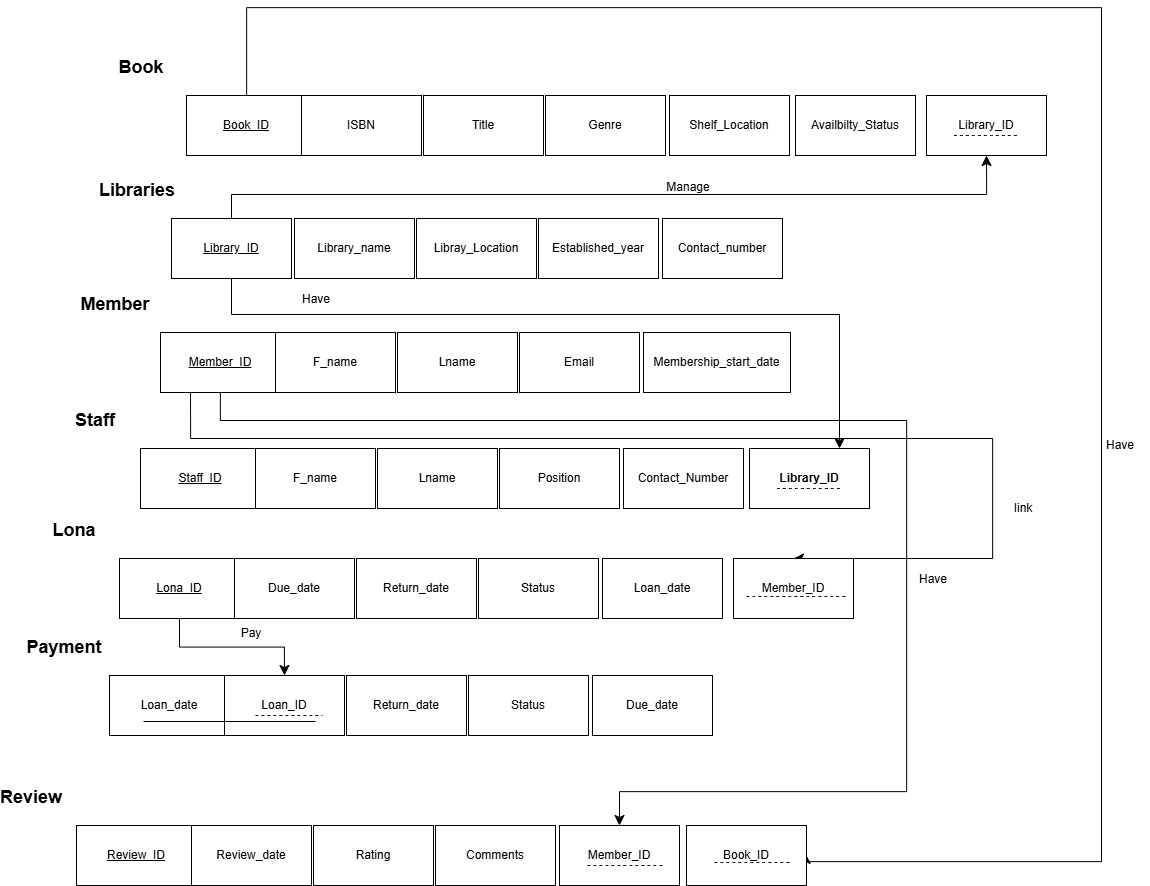 Book
Book_ID ISBN Title Genre Shelf_Location Availbilty_Status Library_ID
Manage
Libraries
Library_ID Library_name Libray_Location Established_year Contact_number
Have
Member
Member_ID F_name Lname Email Membership_start_date
Staff
Have
Staff_ID F_name Lname Position Contact_Number Library_ID
link
Lona
Have
Lona_ID Due_date Return_date Status Loan_date Member_ID
Pay
Payment
Loan_date Loan_ID Return_date Status Due_date
Review
Review_ID Review_date Rating Comments Member_ID Book_ID